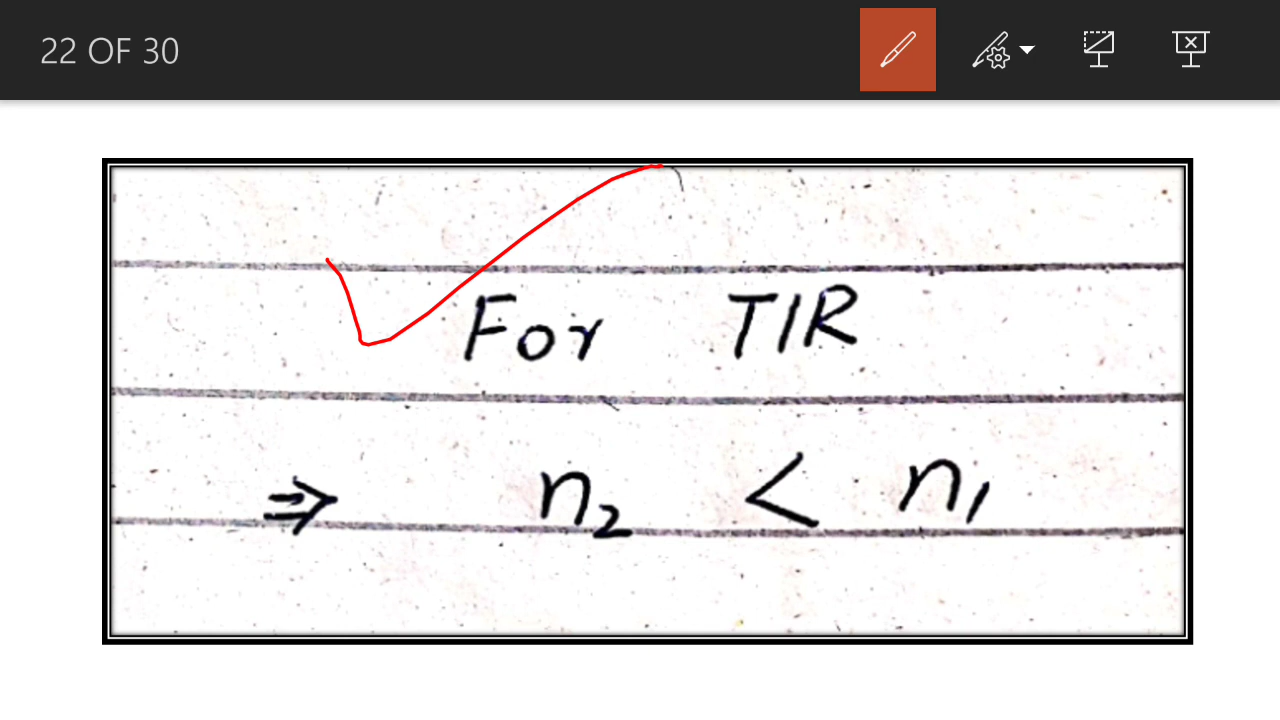 22 OF 30
For TIR
⇒ n₂ < n₁